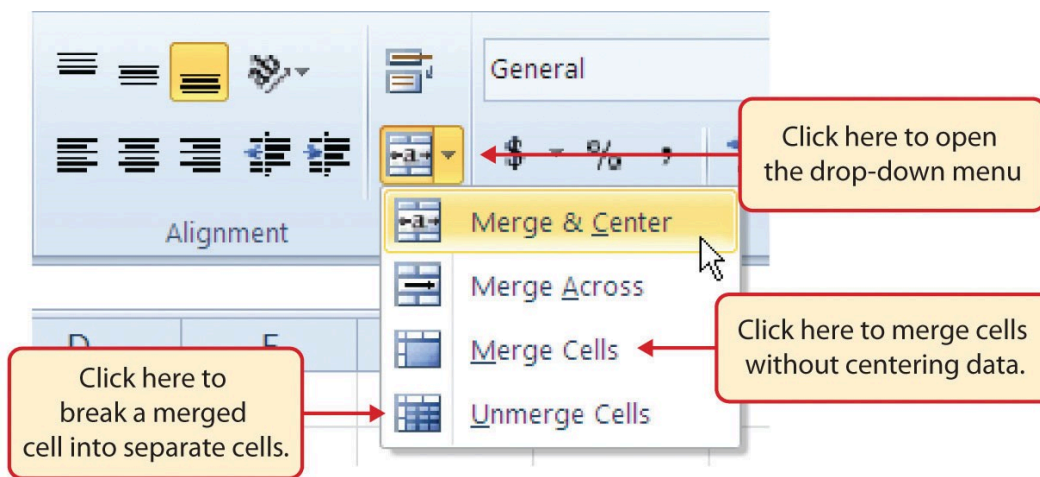 General
$ % ,
Click here to open
the drop-down menu
Alignment
a
Merge & Center
Merge Across
Merge Cells
Unmerge Cells
Click here to merge cells
without centering data.
D
Click here to
break a merged
cell into separate cells.